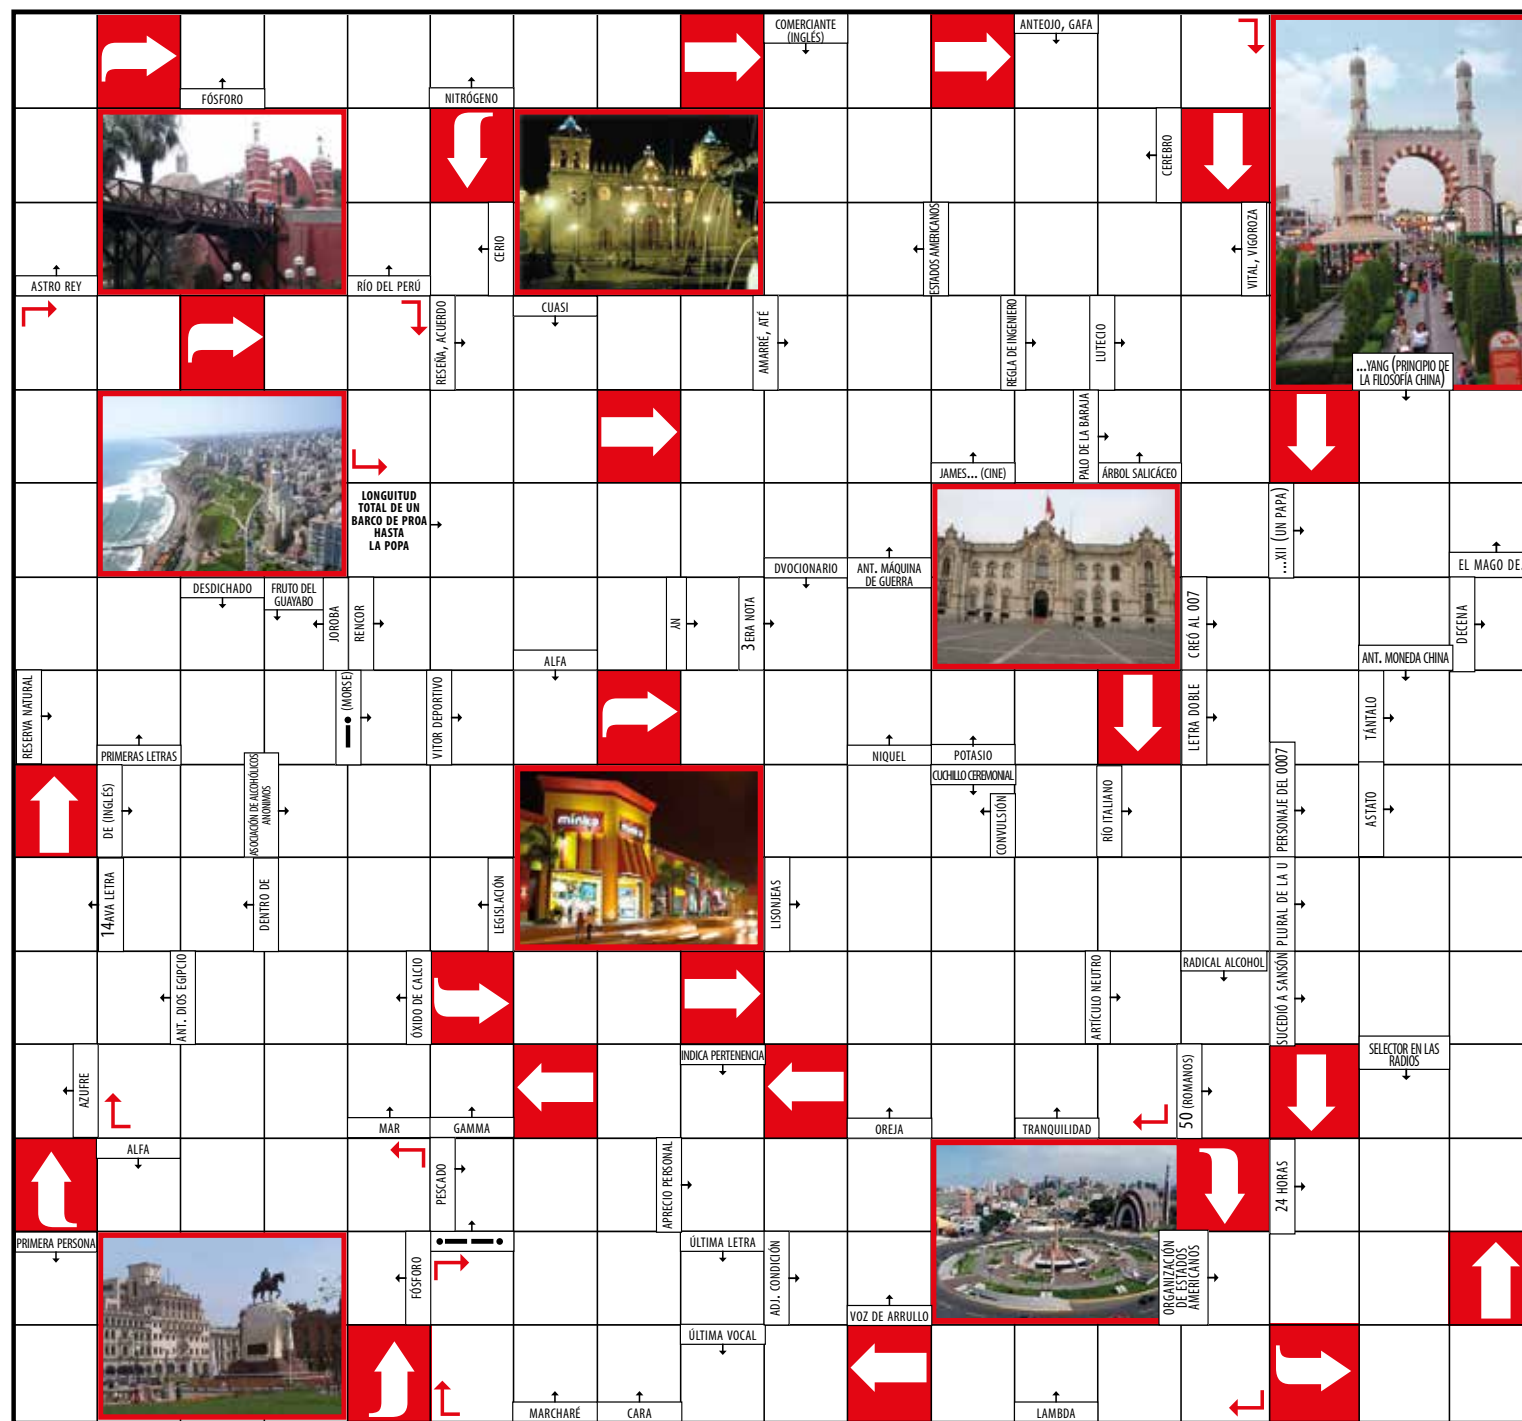 COMERCIANTE
(INGLÉS)
ANTEOJO, GAFA
FÓSFORO
NITRÓGENO
CEREBRO
ASTRO REY
RÍO DEL PERÚ
CERIO
ESTADOS AMERICANOS
VITAL, VIGOROZA
RESEÑA, ACUERDO
CUASI
AMARRÉ, ATÉ
REGLA DE INGENIERO
LUTECIO
...YANG (PRINCIPIO DE
LA FILOSOFÍA CHINA)
JAMES... (CINE)
PALO DE LA BARAJA
ÁRBOL SALICÁCEO
LONGUITUD
TOTAL DE UN
BARCO DE PROA
HASTA
LA POPA
...XII (UN PAPA)
DVOCIONARIO
ANT. MÁQUINA
DE GUERRA
EL MAGO DE.
DESDICHADO
FRUTO DEL
GUAYABO
JOROBA
RENCOR
ALFA
NY
3ERA NOTA
CREÓ AL 007
ANT. MONEDA CHINA
DECENA
RESERVA NATURAL
PRIMERAS LETRAS
(MORSE)
VITOR DEPORTIVO
NIQUEL
POTASIO
LETRA DOBLE
TÁNTALO
DE (INGLÉS)
ASOCIACIÓN DE ALCOHÓLICOS
ANONIMOS
minka
minka
CUCHILLO CEREMONIAL
CONVULSIÓN
RÍO ITALIANO
PERSONAJE DEL 0007
ASTATO
14AVA LETRA
DENTRO DE
LEGISLACIÓN
LISONJEAS
PLURAL DE LA U
ANT. DIOS EGIPCIO
ÓXIDO DE CALCIO
ARTÍCULO NEUTRO
RADICAL ALCOHOL
SUCEDIÓ A SANSÓN
AZUFRE
MAR
GAMMA
INDICA PERTENENCIA
OREJA
TRANQUILIDAD
50 (ROMANOS)
SELECTOR EN LAS
RADIOS
ALFA
PESCADO
APRECIO PERSONAL
24 HORAS
PRIMERA PERSONA
FÓSFORO
ÚLTIMA LETRA
ADJ. CONDICIÓN
VOZ DE ARRULLO
ORGANIZACIÓN
DE ESTADOS
AMERICANOS
MARCHARÉ
CARA
ÚLTIMA VOCAL
LAMBDA